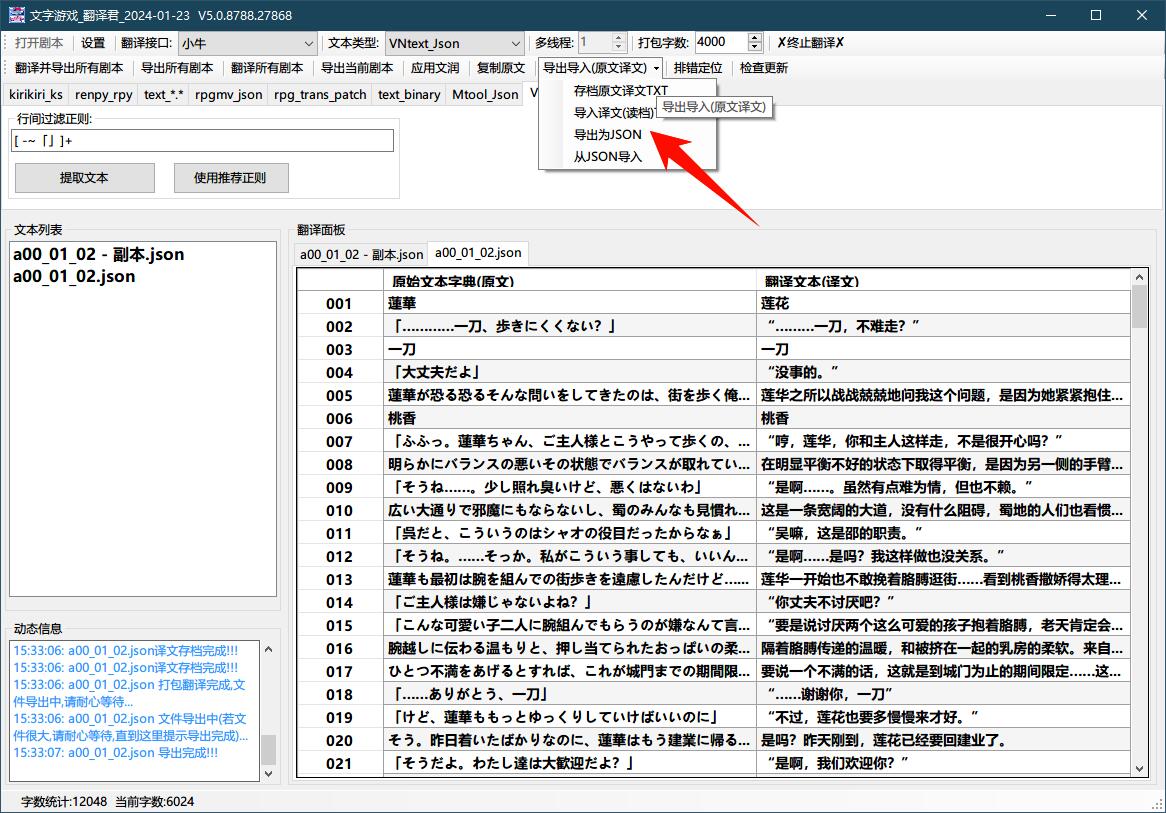 文字游戏_翻译君_2024-01-23 V5.0.8788.27868
打开剧本 设置 翻译接口: 小牛 文本类型: VNtext_Json 多线程: 1 打包字数: 4000 ✗终止翻译✗
翻译并导出所有剧本 导出所有剧本 翻译所有剧本 导出当前剧本 应用文润 复制原文 导出导入(原文译文) 排错定位 检查更新
kirikiri_ks renpy_rpy text_*.* rpgmv_json rpg_trans_patch text_binary Mtool_Json V
存档原文译文TXT
导入译文(读档)
导出导入(原文译文)
导出为JSON
从JSON导入
行间过滤正则:
[ -~「」]+
提取文本 使用推荐正则
文本列表
a00_01_02 - 副本.json
a00_01_02.json
翻译面板
a00_01_02 - 副本.json a00_01_02.json
原始文本字典(原文) 翻译文本(译文)
001 蓮華 莲花
002 「…………一刀、歩きにくくない？」 “………一刀，不难走？”
003 一刀 一刀
004 「大丈夫だよ」 “没事的。”
005 蓮華が恐る恐るそんな問いをしてきたのは、街を歩く俺... 莲华之所以战战兢兢地问我这个问题，是因为她紧紧抱住...
006 桃香 桃香
007 「ふふっ。蓮華ちゃん、ご主人様とこうやって歩くの、... “哼，莲华，你和主人这样走，不是很开心吗？”
008 明らかにバランスの悪いその状態でバランスが取れてい... 在明显平衡不好的状态下取得平衡，是因为另一侧的手臂...
009 「そうね……。少し照れ臭いけど、悪くはないわ」 “是啊……。虽然有点难为情，但也不赖。”
010 広い大通りで邪魔にもならないし、蜀のみんなも見慣れ... 这是一条宽阔的大道，没有什么阻碍，蜀地的人们也看惯...
011 「呉だと、こういうのはシャオの役目だったからなぁ」 “吴嘛，这是邵的职责。”
012 「そうね。……そっか。私がこういう事しても、いいん... “是啊……是吗？我这样做也没关系。”
013 蓮華も最初は腕を組んでの街歩きを遠慮したんだけど…... 莲华一开始也不敢挽着胳膊逛街……看到桃香撒娇得太理...
014 「ご主人様は嫌じゃないよね？」 “你丈夫不讨厌吧？”
015 「こんな可愛い子二人に腕組んでもらうのが嫌なんて言... “要是说讨厌两个这么可爱的孩子抱着胳膊，老天肯定会...
016 腕越しに伝わる温もりと、押し当てられたおっぱいの柔... 隔着胳膊传递的温暖，和被挤在一起的乳房的柔软。来自...
017 ひとつ不満をあげるとすれば、これが城門までの期間限... 要说一个不满的话，这就是到城门为止的期间限定……这...
018 「……ありがとう、一刀」 “……谢谢你，一刀”
019 「けど、蓮華ももっとゆっくりしていけばいいのに」 “不过，莲花也要多慢慢来才好。”
020 そう。昨日着いたばかりなのに、蓮華はもう建業に帰る... 是吗？昨天刚到，莲花已经要回建业了。
021 「そうだよ。わたし達は大歓迎だよ？」 “是啊，我们欢迎你？”
动态信息
15:33:06: a00_01_02.json译文存档完成!!!
15:33:06: a00_01_02.json译文存档完成!!!
15:33:06: a00_01_02.json 打包翻译完成,文
件导出中,请耐心等待...
15:33:06: a00_01_02.json 文件导出中(若文
件很大,请耐心等待,直到这里提示导出完成)...
15:33:07: a00_01_02.json 导出完成!!!
字数统计:12048 当前字数:6024